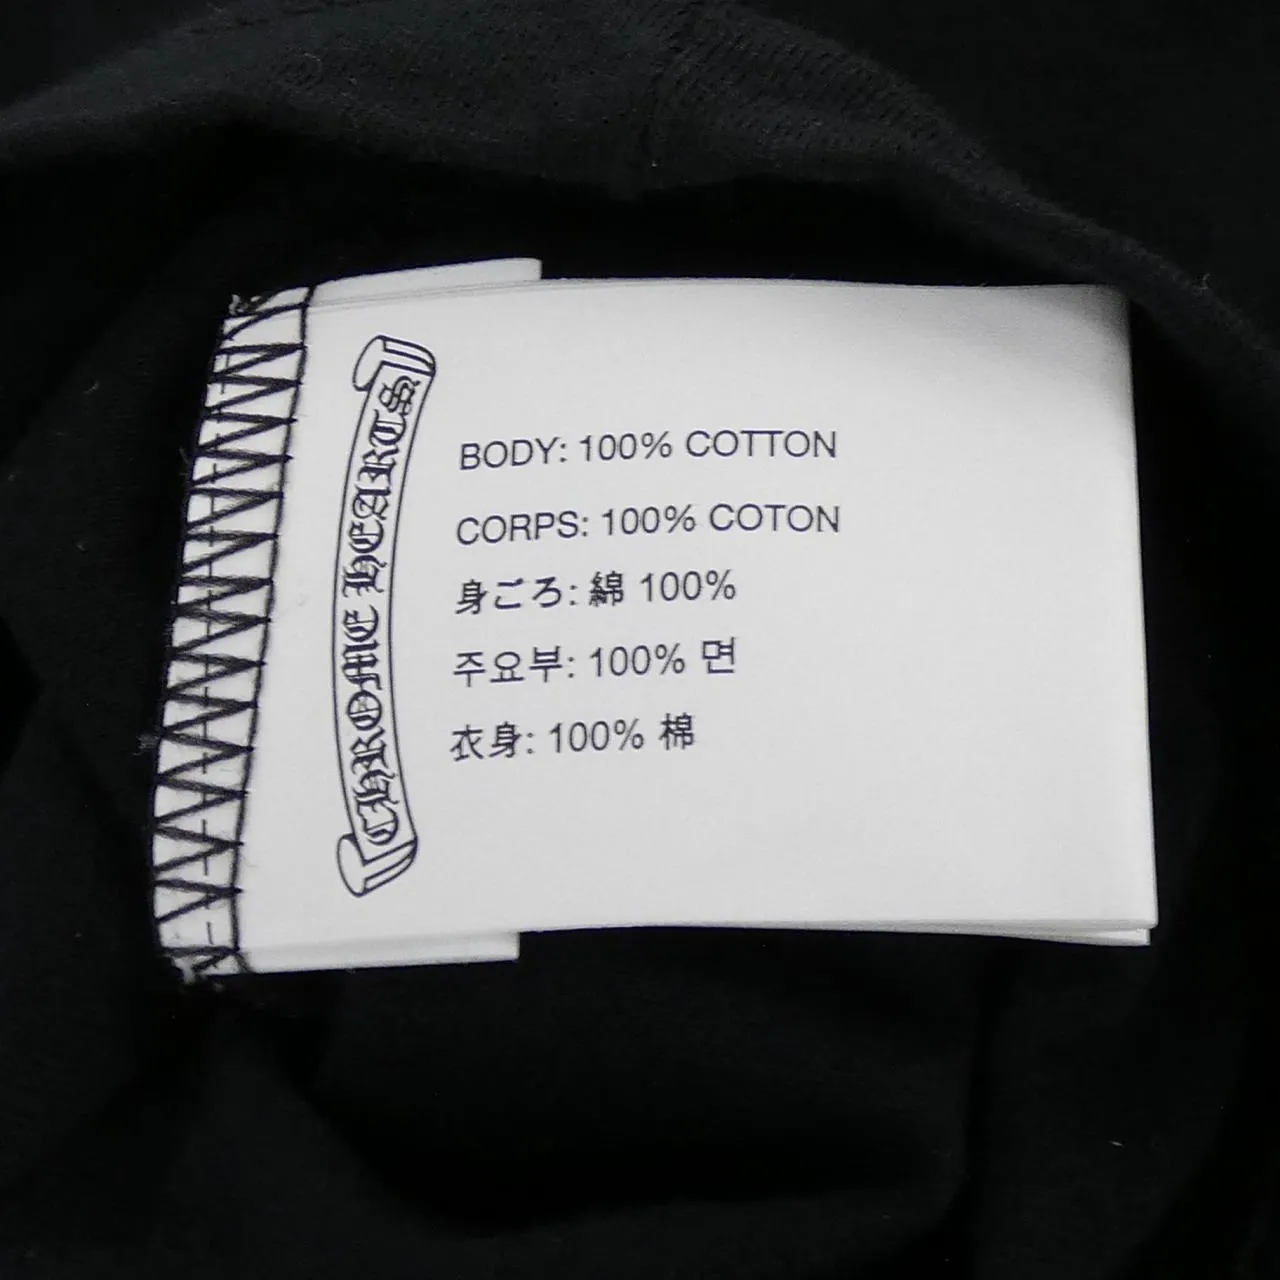 CHROME HEARTS
BODY: 100% COTTON
CORPS: 100% COTON
身ごろ: 綿 100%
주요부: 100% 면
衣身: 100% 棉